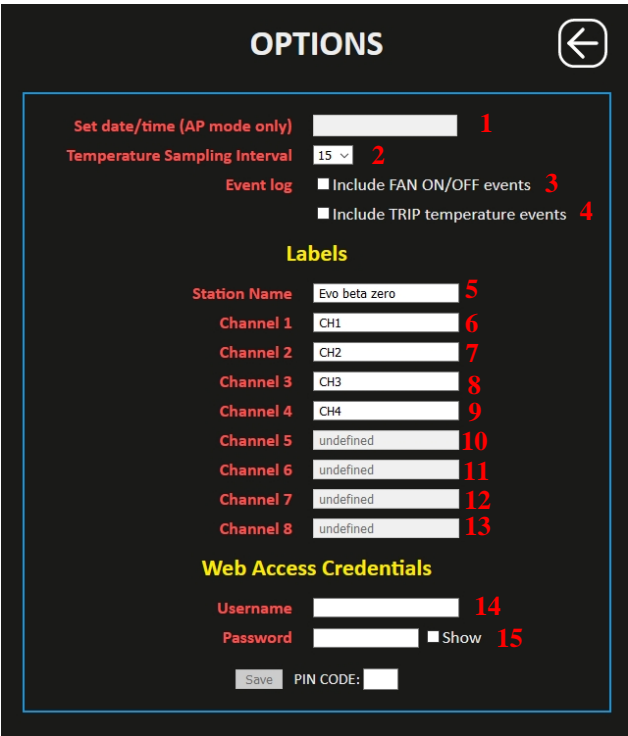 OPTIONS
Set date/time (AP mode only) 1
Temperature Sampling Interval 15 2
Event log Include FAN ON/OFF events 3
Include TRIP temperature events 4
Labels
Station Name Evo beta zero 5
Channel 1 CH1 6
Channel 2 CH2 7
Channel 3 CH3 8
Channel 4 CH4 9
Channel 5 undefined 10
Channel 6 undefined 11
Channel 7 undefined 12
Channel 8 undefined 13
Web Access Credentials
Username 14
Password Show 15
Save PIN CODE: